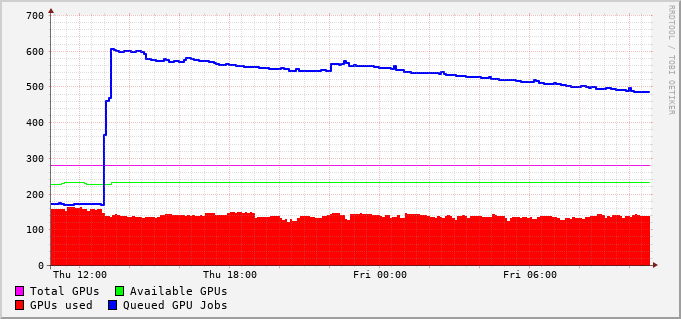 700
600
500
400
300
200
100
0
Thu 12:00 Thu 18:00 Fri 00:00 Fri 06:00
RRDTOOL / TOBI OETIKER
Total GPUs Available GPUs
GPUs used Queued GPU Jobs